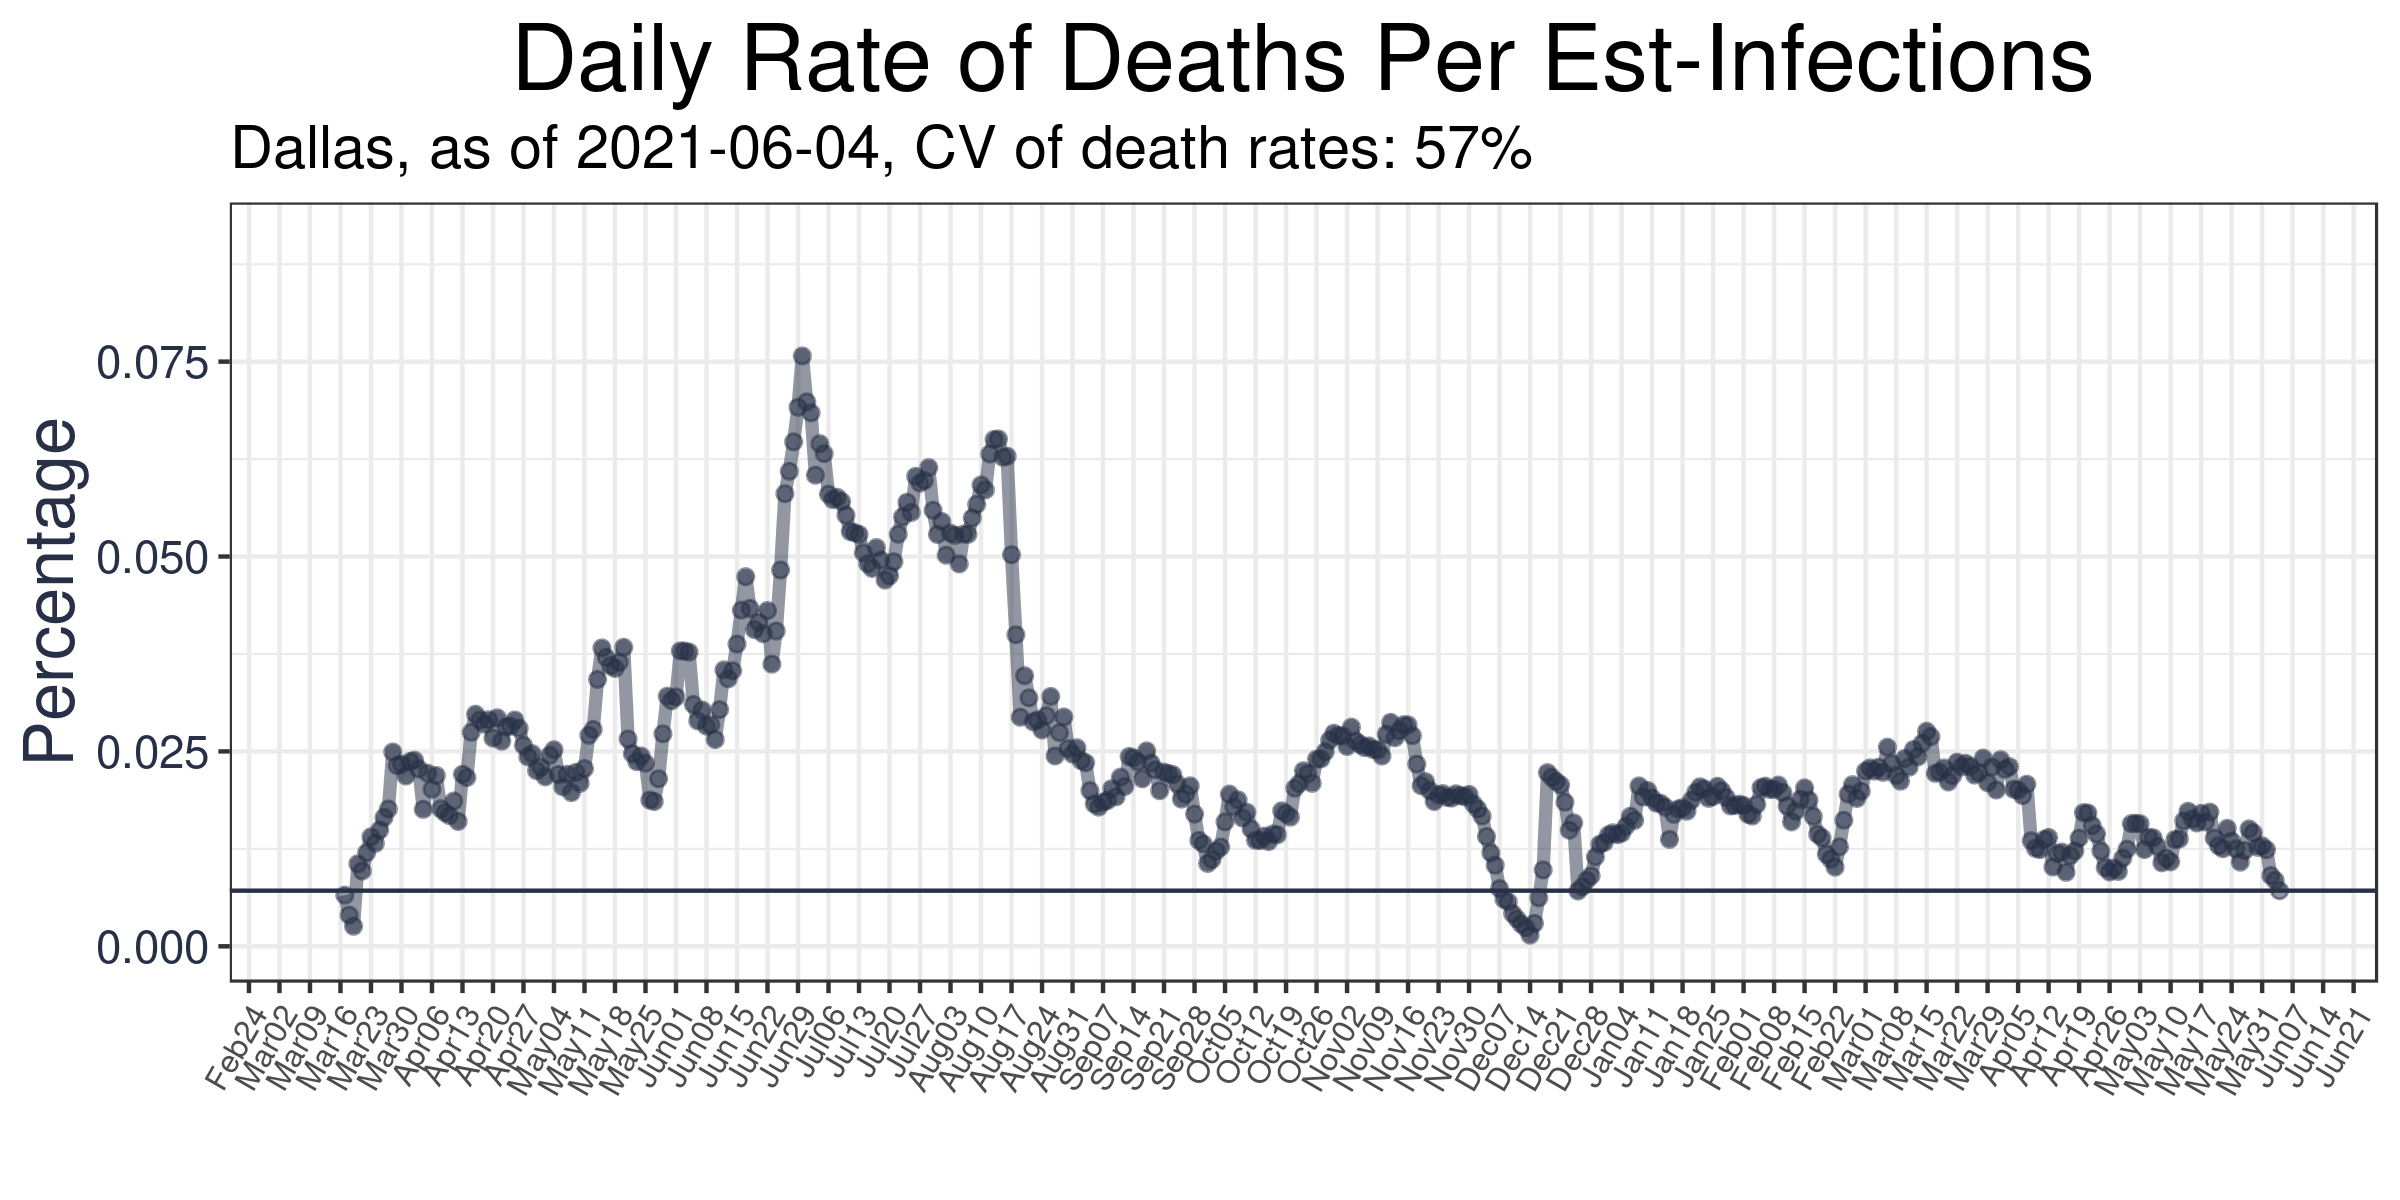 Daily Rate of Deaths Per Est-Infections
Dallas, as of 2021-06-04, CV of death rates: 57%
Percentage
0.075
0.050
0.025
0.000
Feb24 Mar02 Mar09 Mar16 Mar23 Mar30 Apr06 Apr13 Apr20 Apr27 May04 May11 May18 May25 Jun01 Jun08 Jun15 Jun22 Jun29 Jul06 Jul13 Jul20 Jul27 Aug03 Aug10 Aug17 Aug24 Aug31 Sep07 Sep14 Sep21 Sep28 Oct05 Oct12 Oct19 Oct26 Nov02 Nov09 Nov16 Nov23 Nov30 Dec07 Dec14 Dec21 Dec28 Jan04 Jan11 Jan18 Jan25 Feb01 Feb08 Feb15 Feb22 Mar01 Mar08 Mar15 Mar22 Mar29 Apr05 Apr12 Apr19 Apr26 May03 May10 May17 May24 May31 Jun07 Jun14 Jun21